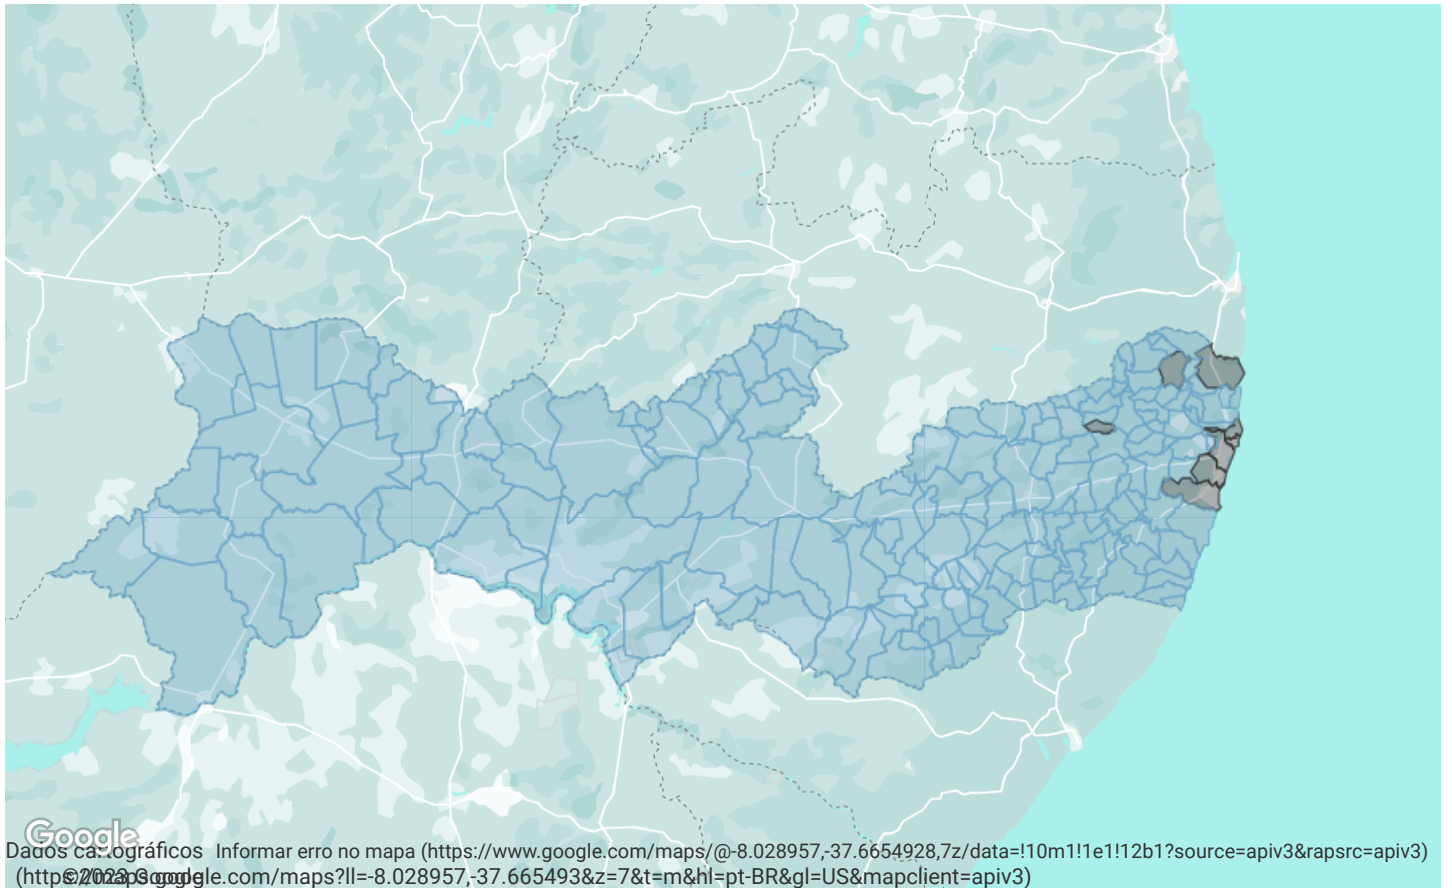 Google
Dados cartográficos Informar erro no mapa (https://www.google.com/maps/@-8.028957,-37.6654928,7z/data=!10m1!1e1!12b1?source=apiv3&rapsrc=apiv3)
(https://maps.google.com/maps?ll=-8.028957,-37.665493&z=7&t=m&hl=pt-BR&gl=US&mapclient=apiv3)
©2023 Google